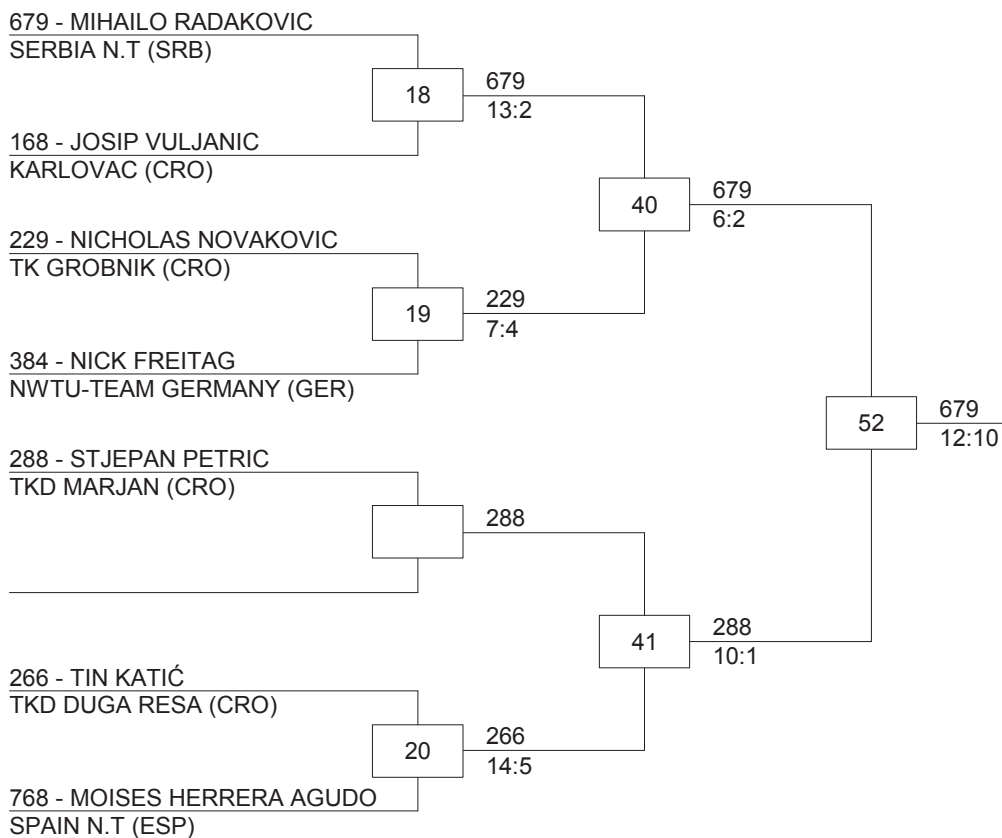 679 - MIHAILO RADAKOVIC
SERBIA N.T (SRB)
18
679
13:2
168 - JOSIP VULJANIC
KARLOVAC (CRO)
40
679
6:2
229 - NICHOLAS NOVAKOVIC
TK GROBNIK (CRO)
19
229
7:4
384 - NICK FREITAG
NWTU-TEAM GERMANY (GER)
52
679
12:10
288 - STJEPAN PETRIC
TKD MARJAN (CRO)
288
41
288
10:1
266 - TIN KATIĆ
TKD DUGA RESA (CRO)
20
266
14:5
768 - MOISES HERRERA AGUDO
SPAIN N.T (ESP)